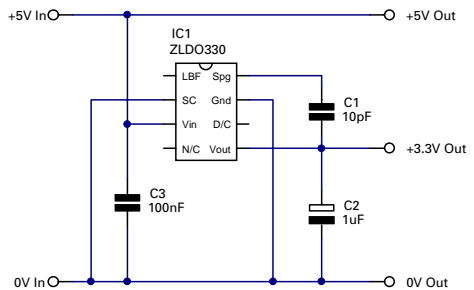 +5V In
+5V Out
IC1
ZLDO330
LBF
Spg
SC
Gnd
Vin
D/C
N/C
Vout
C1
10pF
+3.3V Out
C3
100nF
C2
1uF
0V In
0V Out